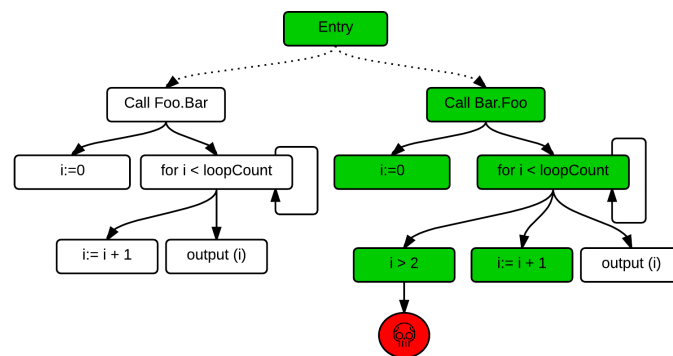 Entry
Call Foo.Bar
Call Bar.Foo
i:=0
for i < loopCount
i:=0
for i < loopCount
i:= i + 1
output (i)
i > 2
i:= i + 1
output (i)